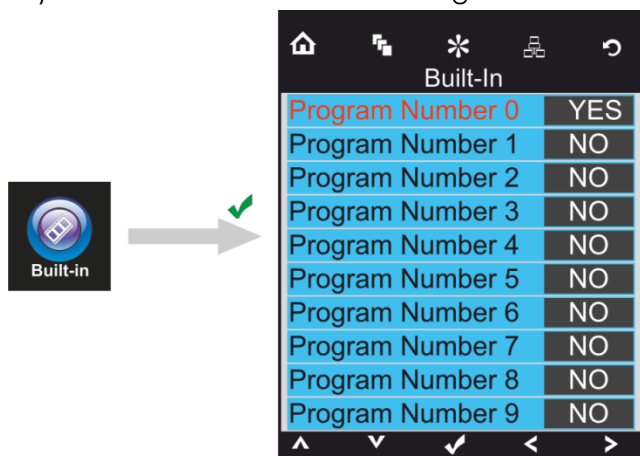 Built-in
Built-In
Program Number 0 YES
Program Number 1 NO
Program Number 2 NO
Program Number 3 NO
Program Number 4 NO
Program Number 5 NO
Program Number 6 NO
Program Number 7 NO
Program Number 8 NO
Program Number 9 NO